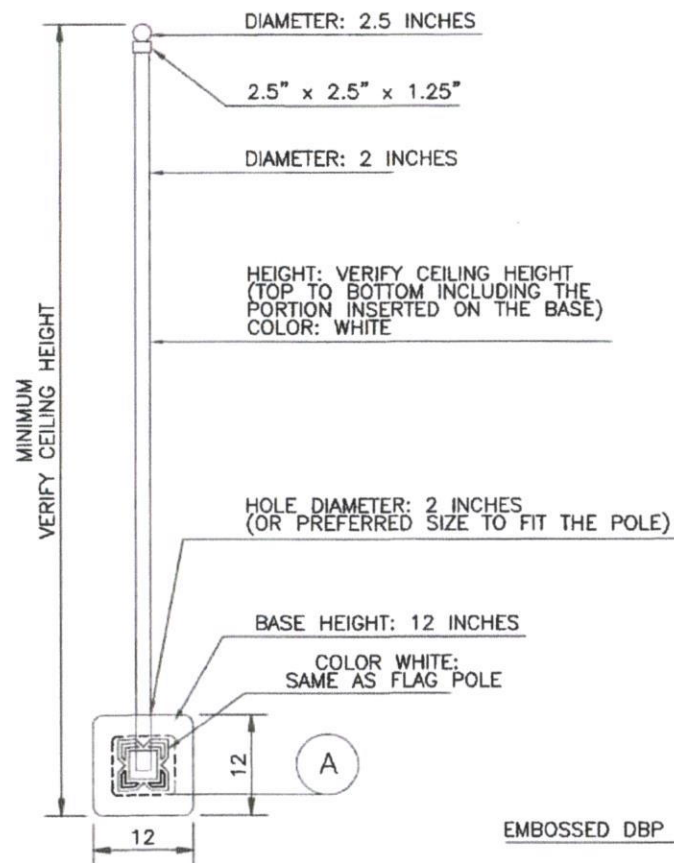 DIAMETER: 2.5 INCHES
2.5" x 2.5" x 1.25"
DIAMETER: 2 INCHES
HEIGHT: VERIFY CEILING HEIGHT
(TOP TO BOTTOM INCLUDING THE
PORTION INSERTED ON THE BASE)
COLOR: WHITE
MINIMUM
VERIFY CEILING HEIGHT
HOLE DIAMETER: 2 INCHES
(OR PREFERRED SIZE TO FIT THE POLE)
BASE HEIGHT: 12 INCHES
COLOR WHITE:
SAME AS FLAG POLE
12
A
12
EMBOSSED DBP